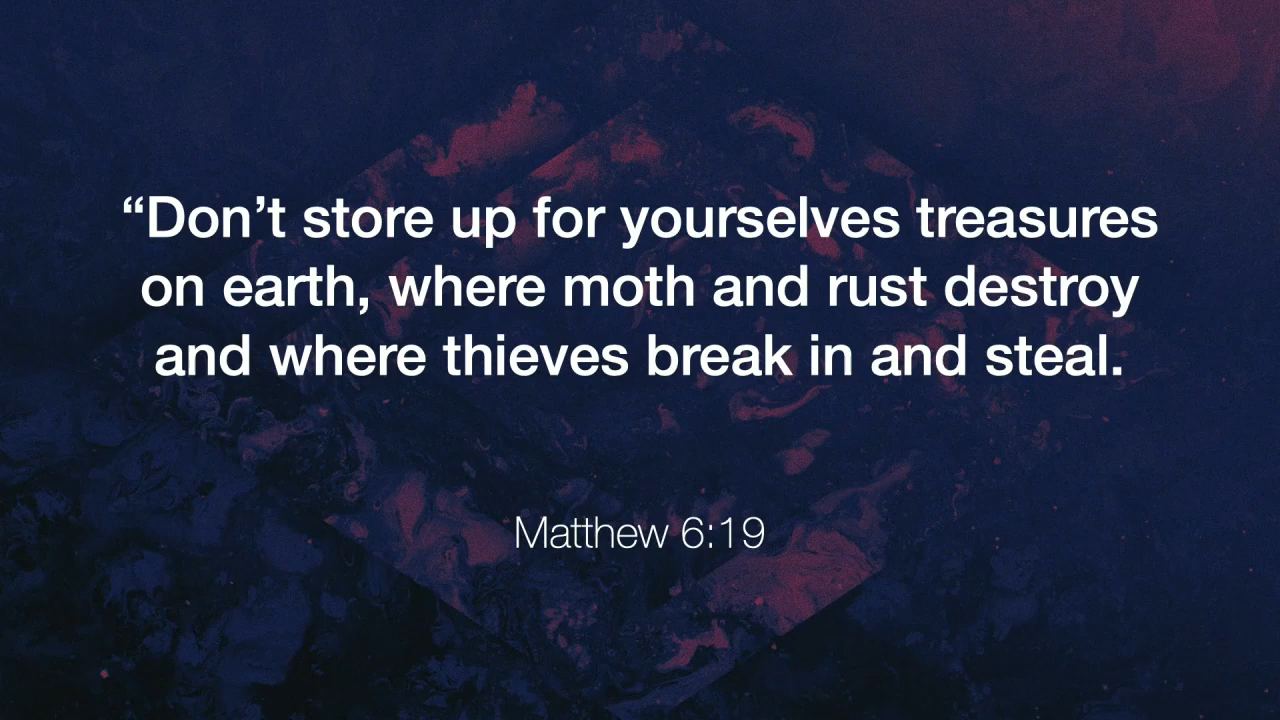 “Don’t store up for yourselves treasures
on earth, where moth and rust destroy
and where thieves break in and steal.
Matthew 6:19